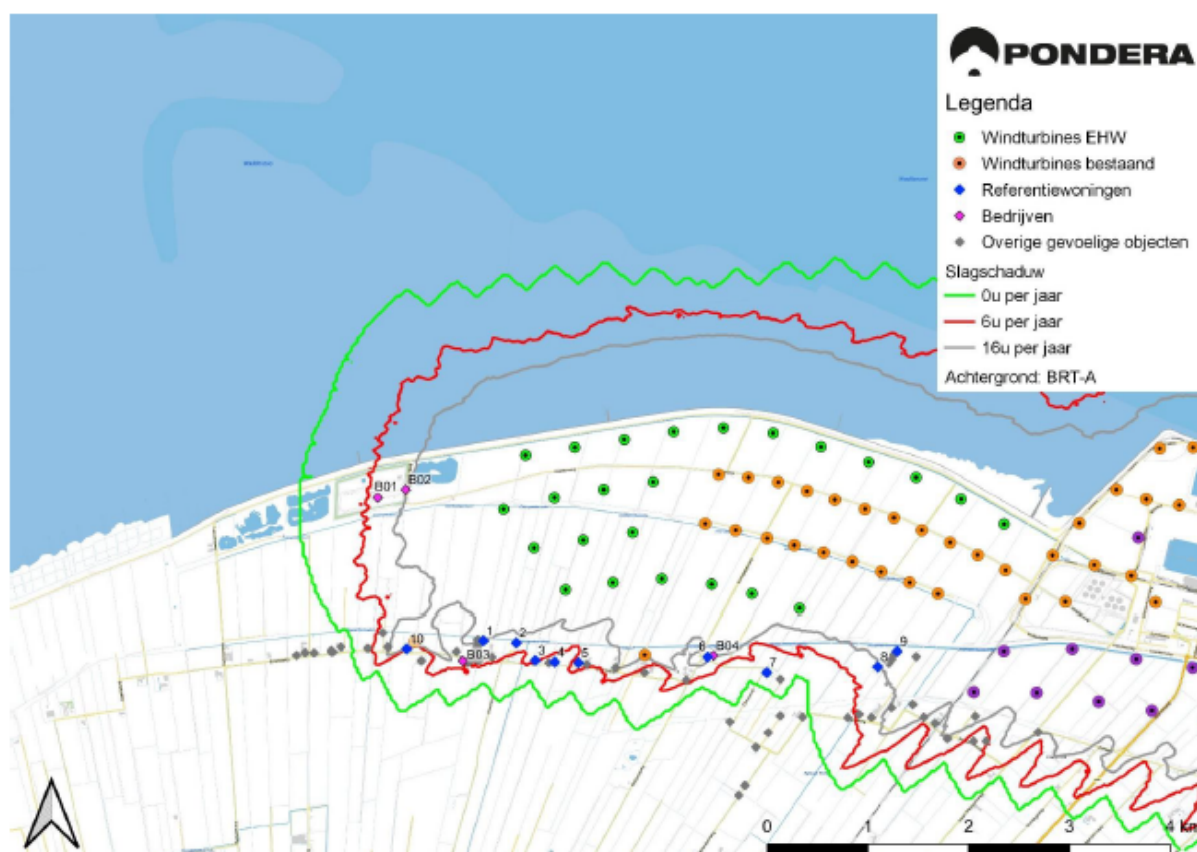 PONDERA
Legenda
Windturbines EHW
Windturbines bestaand
Referentiewoningen
Bedrijven
Overige gevoelige objecten
Slagschaduw
0u per jaar
6u per jaar
16u per jaar
Achtergrond: BRT-A
B01
B02
1
2
3
4
5
6
7
8
9
10
B03
B04
0
1
2
3
4 km